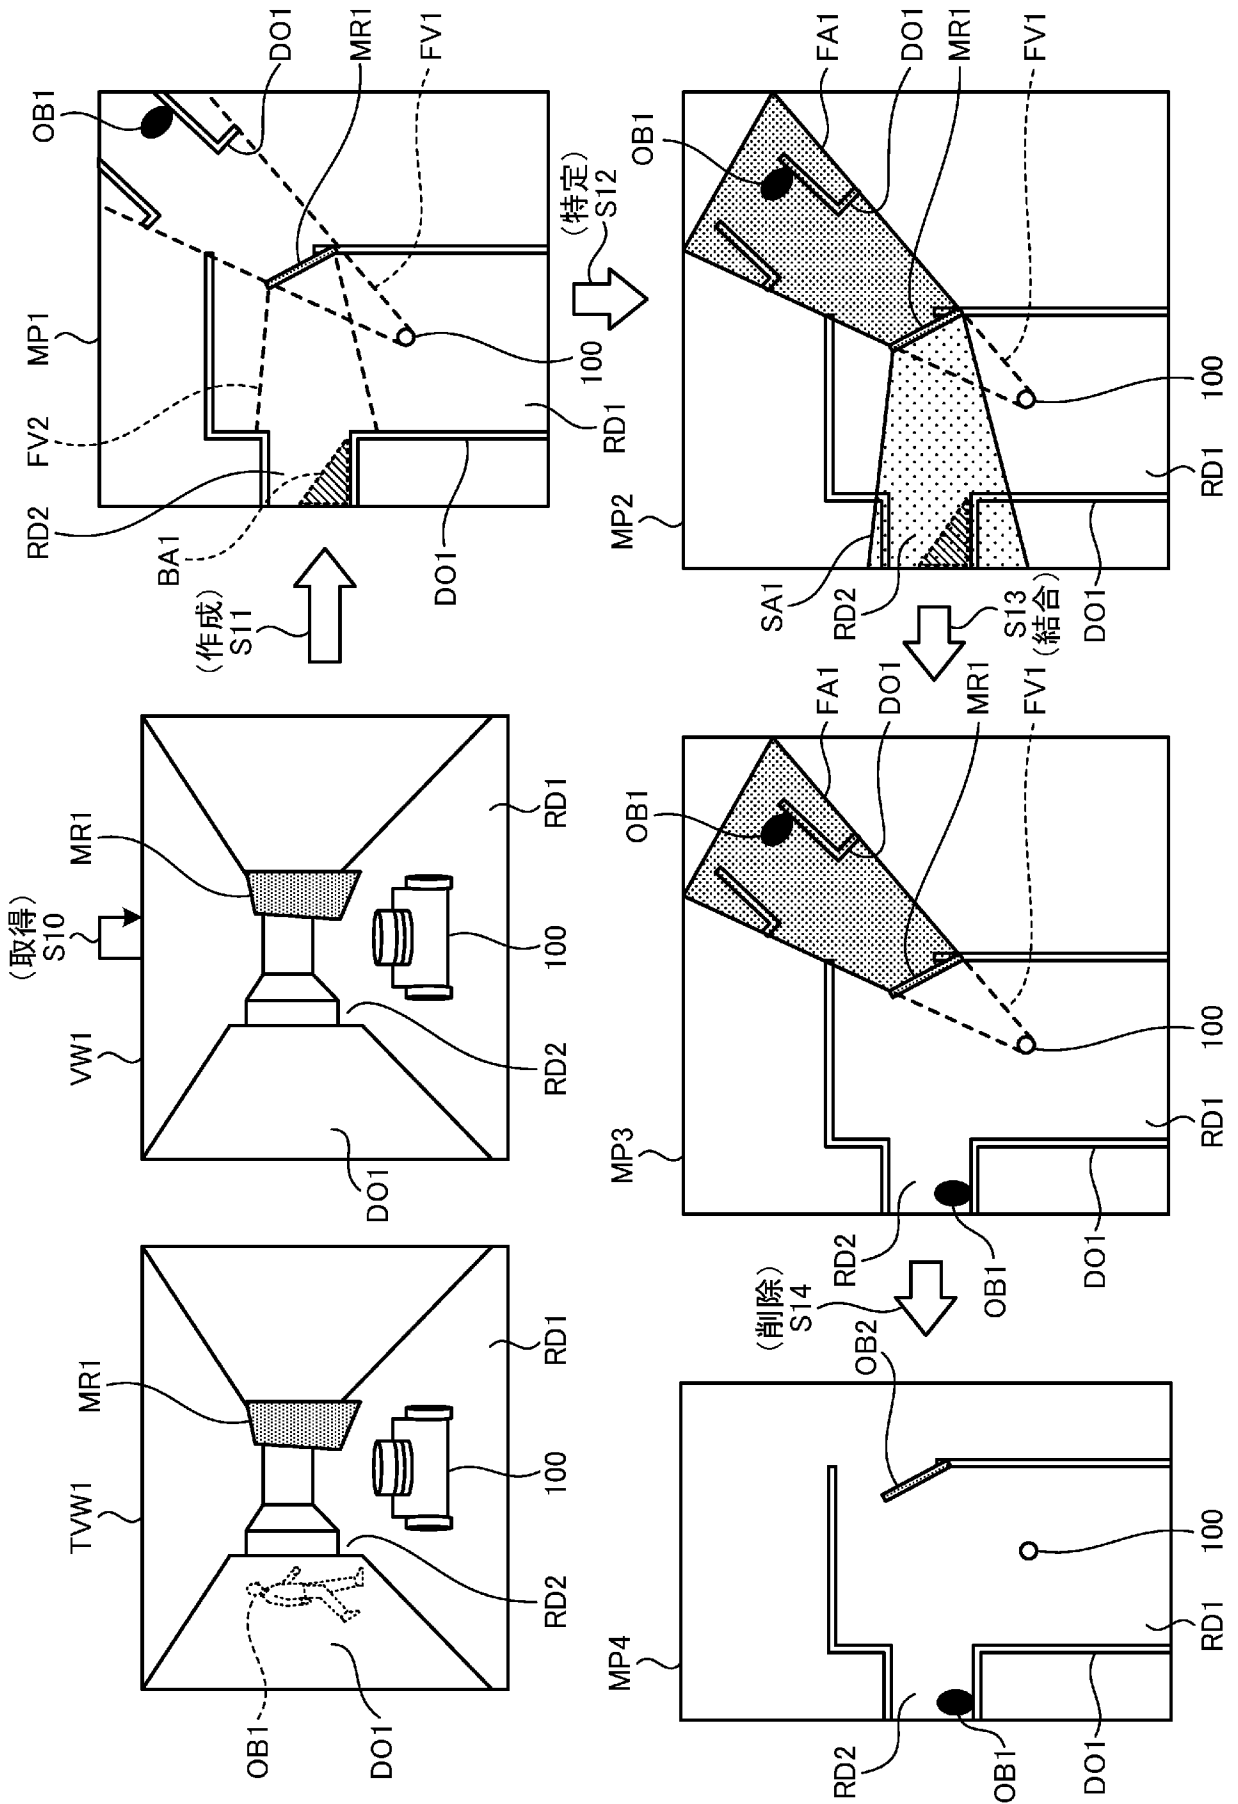 TVW1
MR1
OB1
DO1
RD2
100
RD1
(取得)
S10
VW1
MR1
DO1
RD2
100
RD1
(作成)
S11
RD2
FV2
MP1
OB1
DO1
MR1
FV1
BA1
DO1
RD1
100
(特定)
S12
MP2
OB1
FA1
DO1
MR1
FV1
SA1
RD2
DO1
RD1
100
S13
(結合)
MP3
OB1
FA1
DO1
MR1
FV1
RD2
OB1
DO1
RD1
100
(削除)
S14
MP4
OB2
RD2
OB1
DO1
RD1
100